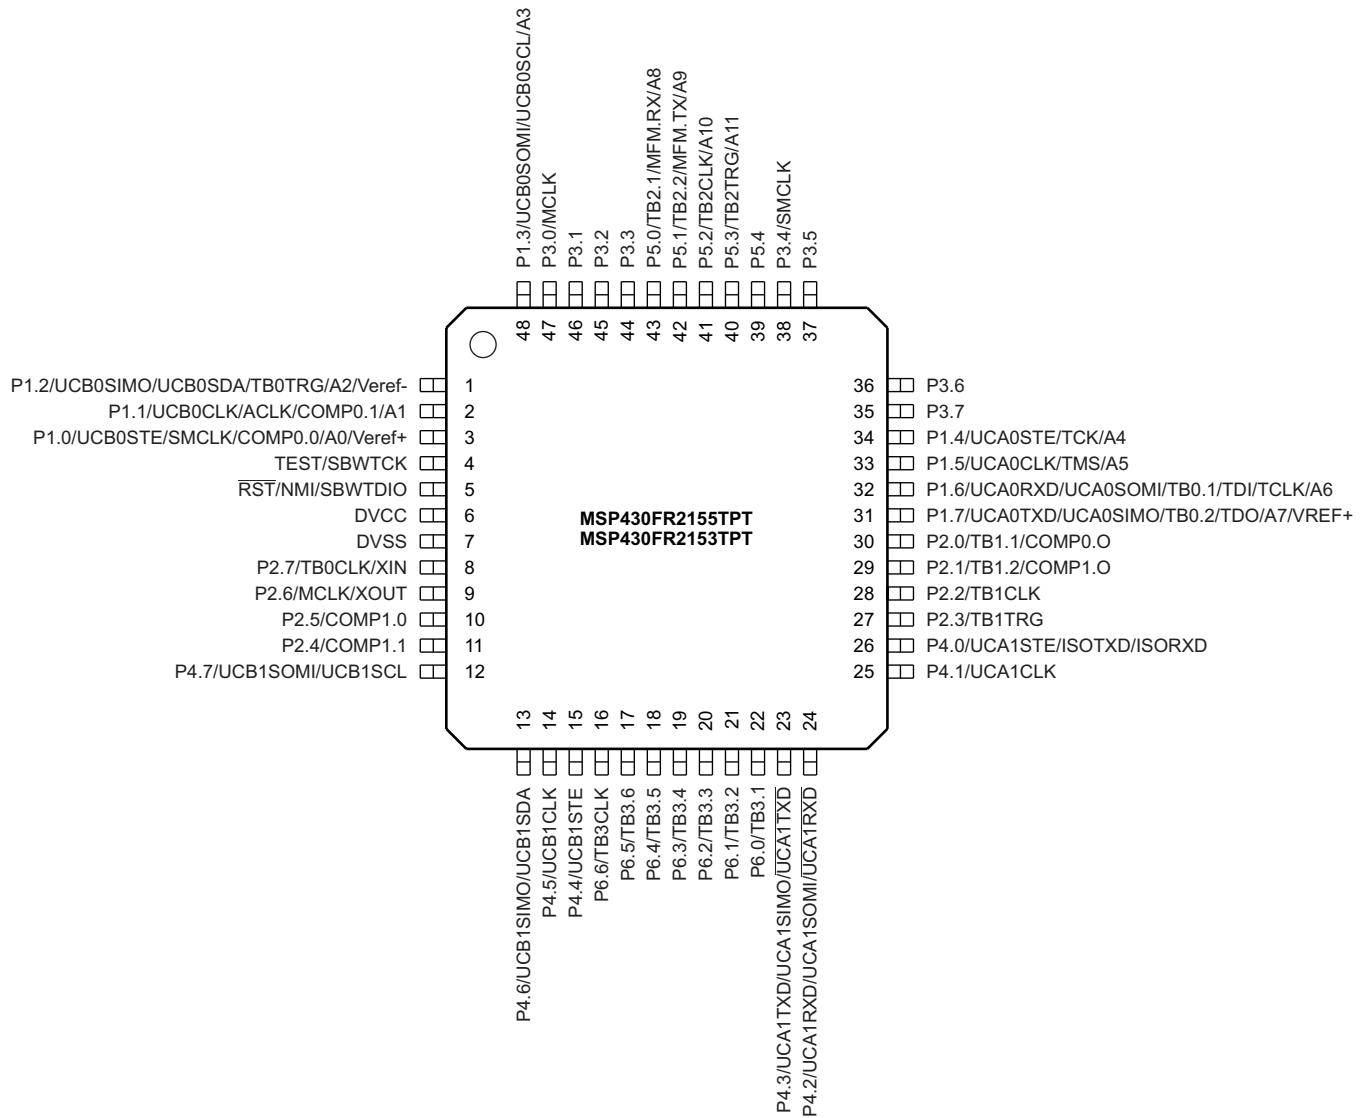 P1.3/UCB0SOMI/UCB0SCL/A3
P3.0/MCLK
P3.1
P3.2
P3.3
P5.0/TB2.1/MFM.RX/A8
P5.1/TB2.2/MFM.TX/A9
P5.2/TB2CLK/A10
P5.3/TB2TRG/A11
P5.4
P3.4/SMCLK
P3.5
48
47
46
45
44
43
42
41
40
39
38
37
P1.2/UCB0SIMO/UCB0SDA/TB0TRG/A2/Veref- 1
P1.1/UCB0CLK/ACLK/COMP0.1/A1 2
P1.0/UCB0STE/SMCLK/COMP0.0/A0/Veref+ 3
TEST/SBWTCK 4
RST/NMI/SBWTDIO 5
DVCC 6
DVSS 7
P2.7/TB0CLK/XIN 8
P2.6/MCLK/XOUT 9
P2.5/COMP1.0 10
P2.4/COMP1.1 11
P4.7/UCB1SOMI/UCB1SCL 12
MSP430FR2155TPT
MSP430FR2153TPT
36 P3.6
35 P3.7
34 P1.4/UCA0STE/TCK/A4
33 P1.5/UCA0CLK/TMS/A5
32 P1.6/UCA0RXD/UCA0SOMI/TB0.1/TDI/TCLK/A6
31 P1.7/UCA0TXD/UCA0SIMO/TB0.2/TDO/A7/VREF+
30 P2.0/TB1.1/COMP0.O
29 P2.1/TB1.2/COMP1.O
28 P2.2/TB1CLK
27 P2.3/TB1TRG
26 P4.0/UCA1STE/ISOTXD/ISORXD
25 P4.1/UCA1CLK
13
14
15
16
17
18
19
20
21
22
23
24
P4.6/UCB1SIMO/UCB1SDA
P4.5/UCB1CLK
P4.4/UCB1STE
P6.6/TB3CLK
P6.5/TB3.6
P6.4/TB3.5
P6.3/TB3.4
P6.2/TB3.3
P6.1/TB3.2
P6.0/TB3.1
P4.3/UCA1TXD/UCA1SIMO/UCA1TXD
P4.2/UCA1RXD/UCA1SOMI/UCA1RXD